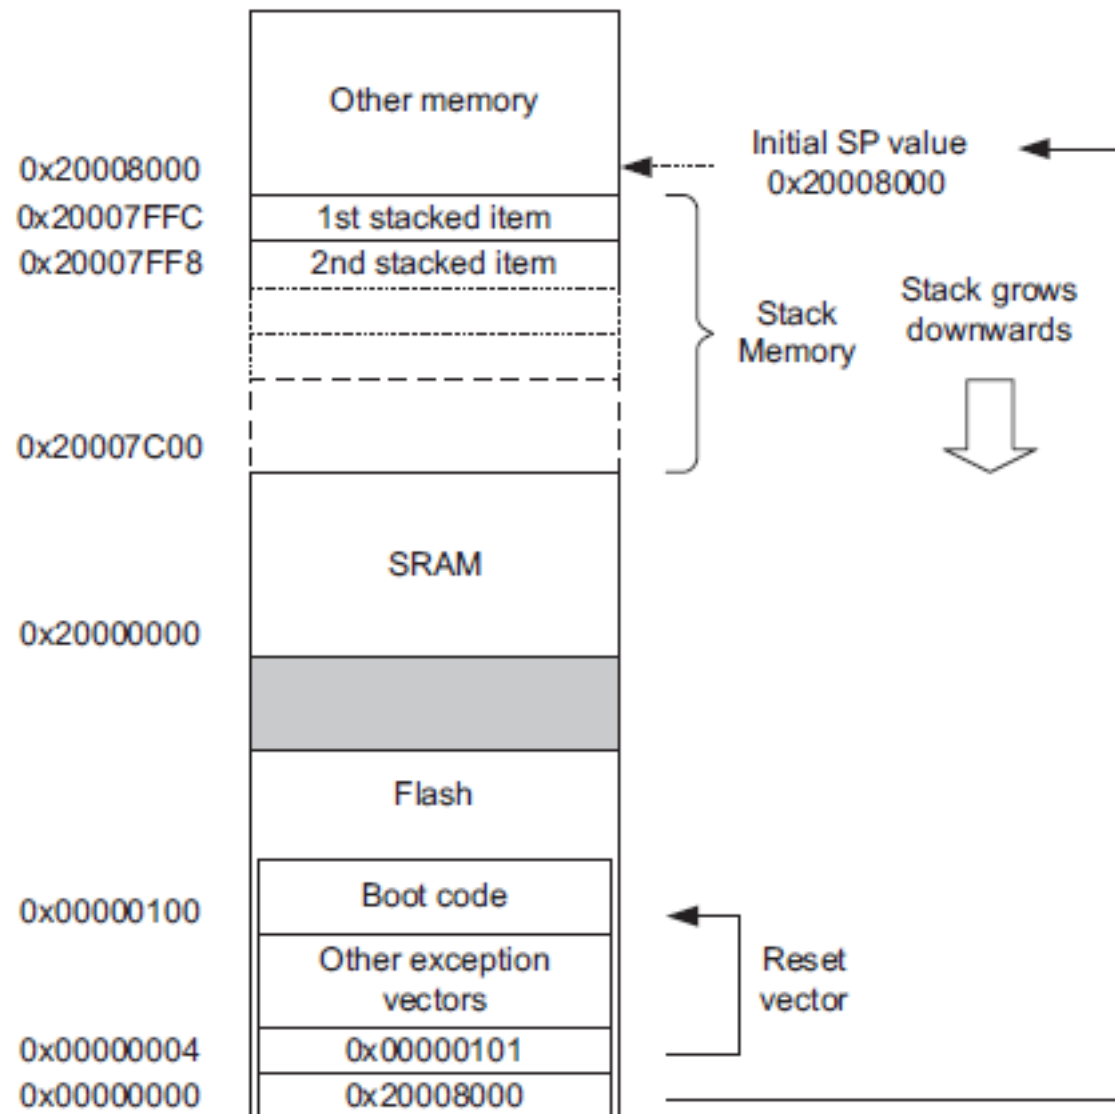 Other memory
Initial SP value
0x20008000
0x20008000
0x20007FFC
1st stacked item
0x20007FF8
2nd stacked item
Stack grows
downwards
Stack
Memory
0x20007C00
SRAM
0x20000000
Flash
Boot code
0x00000100
Other exception
vectors
Reset
vector
0x00000004
0x00000101
0x00000000
0x20008000